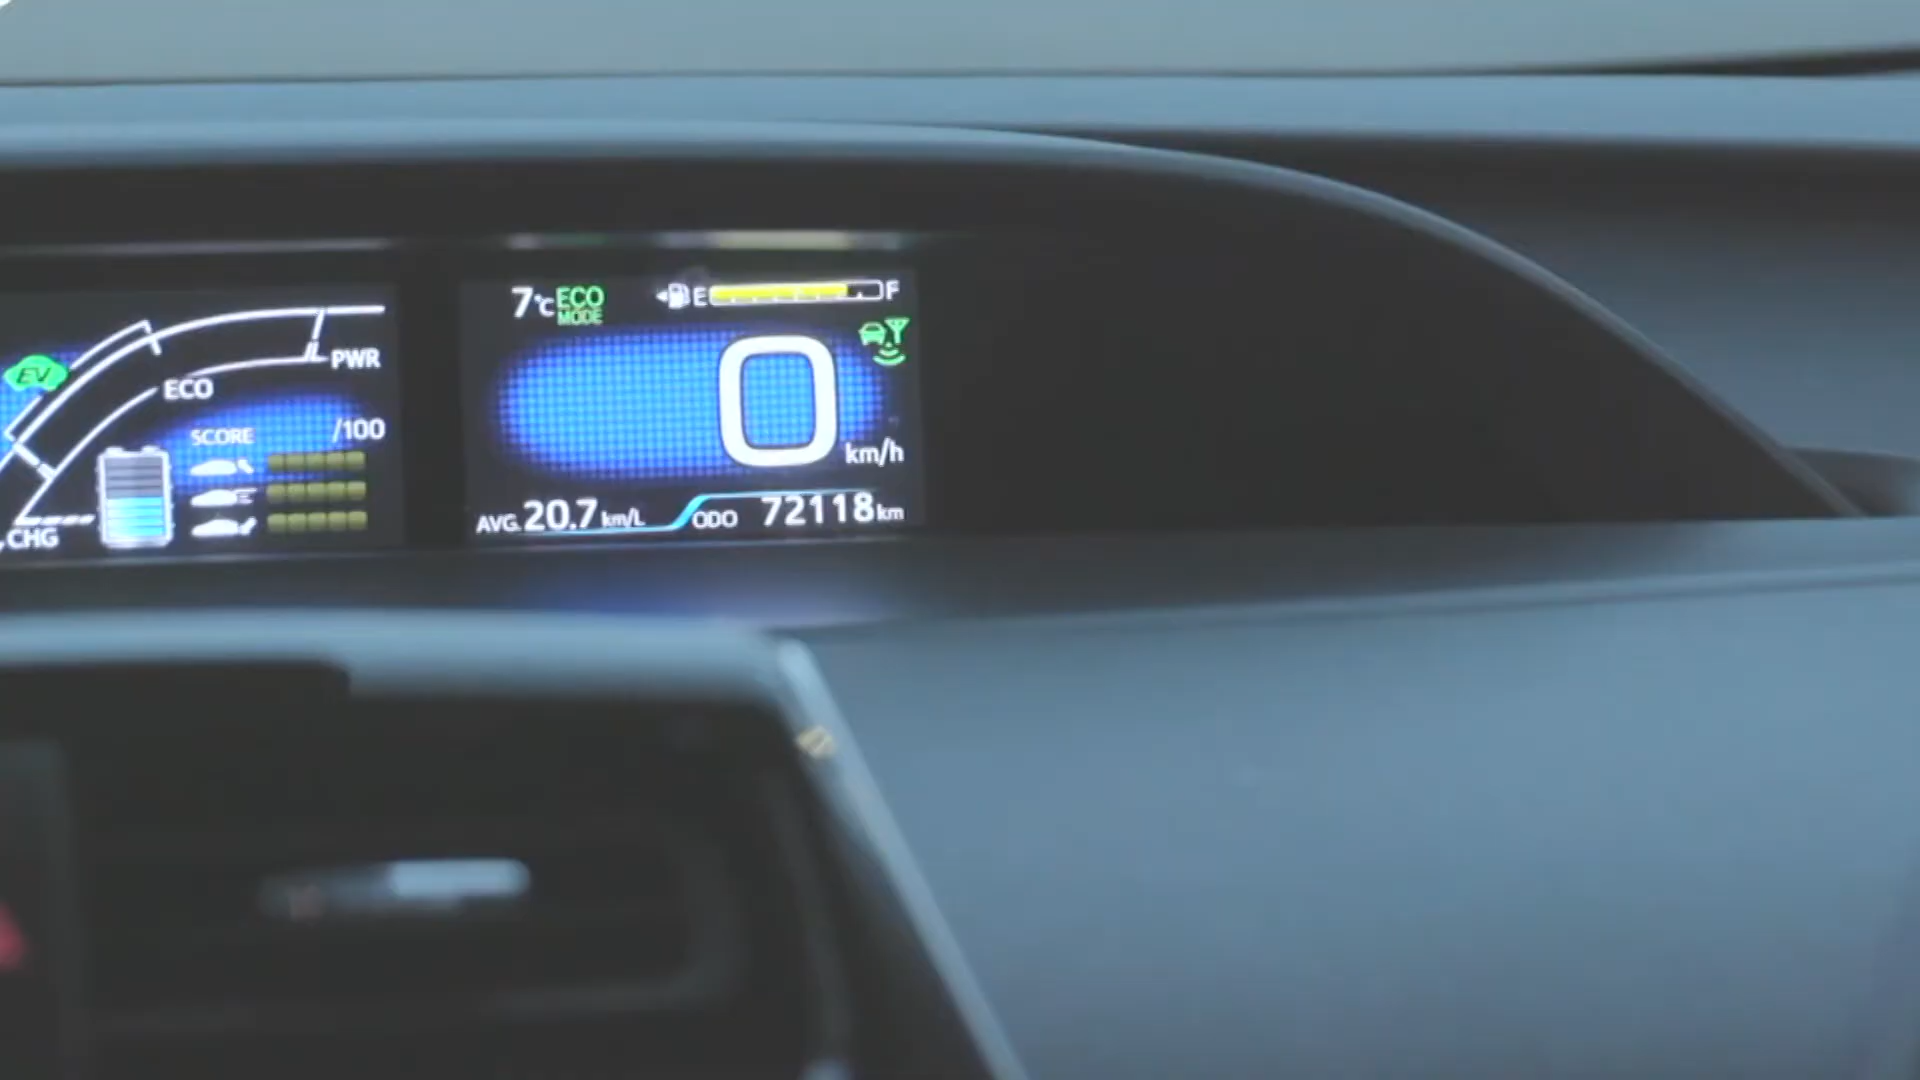 EV
PWR
ECO
SCORE /100
CHG
7℃ ECO MODE
E F
0 km/h
AVG. 20.7 km/L ODO 72118 km